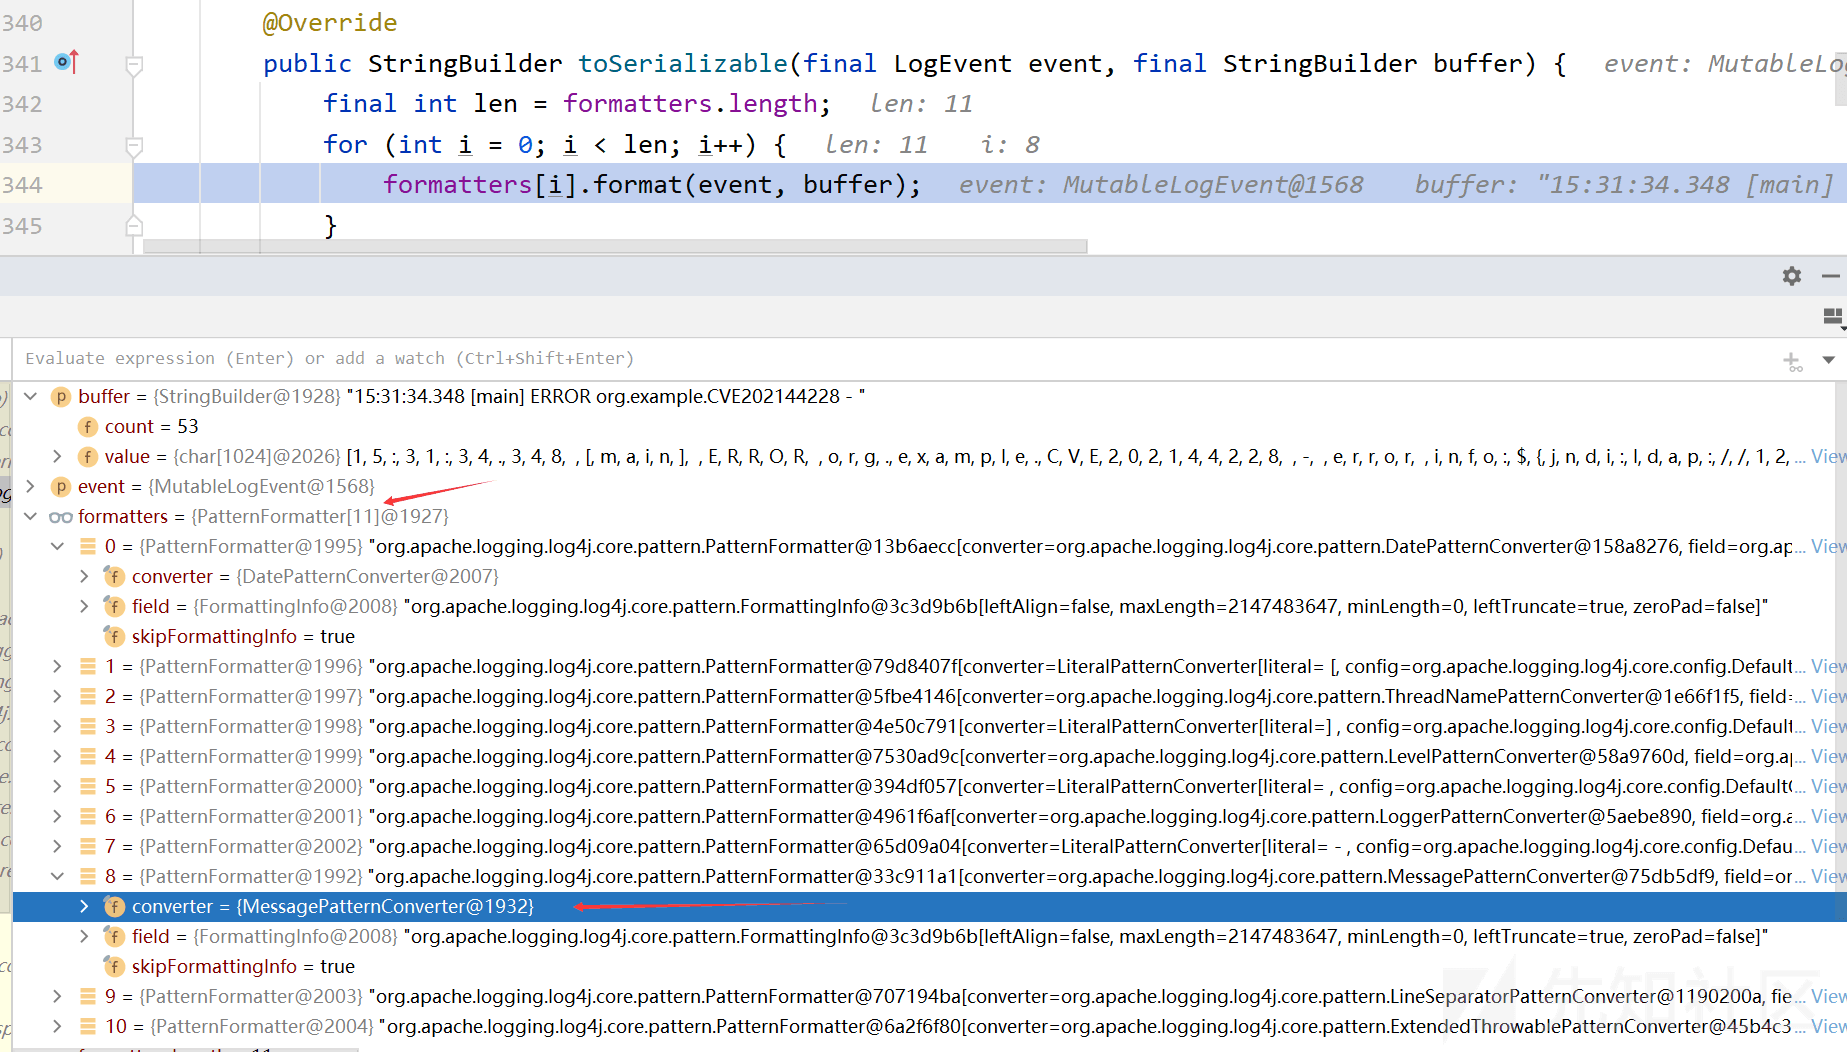 340 @Override
341 public StringBuilder toSerializable(final LogEvent event, final StringBuilder buffer) { event: MutableLog
342 final int len = formatters.length; len: 11
343 for (int i = 0; i < len; i++) { len: 11 i: 8
344 formatters[i].format(event, buffer); event: MutableLogEvent@1568 buffer: "15:31:34.348 [main]
345 }
Evaluate expression (Enter) or add a watch (Ctrl+Shift+Enter)
buffer = {StringBuilder@1928} "15:31:34.348 [main] ERROR org.example.CVE202144228 - "
count = 53
value = {char[1024]@2026} [1, 5, :, 3, 1, :, 3, 4, ., 3, 4, 8,  , [, m, a, i, n, ],  , E, R, R, O, R,  , o, r, g, ., e, x, a, m, p, l, e, ., C, V, E, 2, 0, 2, 1, 4, 4, 2, 2, 8,  , -,  , e, r, r, o, r,  , i, n, f, o, :, $, {, j, n, d, i, :, l, d, a, p, :, /, /, 1, 2, ... View
event = {MutableLogEvent@1568}
formatters = {PatternFormatter[11]@1927}
0 = {PatternFormatter@1995} "org.apache.logging.log4j.core.pattern.PatternFormatter@13b6aecc[converter=org.apache.logging.log4j.core.pattern.DatePatternConverter@158a8276, field=org.ap... View
converter = {DatePatternConverter@2007}
field = {FormattingInfo@2008} "org.apache.logging.log4j.core.pattern.FormattingInfo@3c3d9b6b[leftAlign=false, maxLength=2147483647, minLength=0, leftTruncate=true, zeroPad=false]"
skipFormattingInfo = true
1 = {PatternFormatter@1996} "org.apache.logging.log4j.core.pattern.PatternFormatter@79d8407f[converter=LiteralPatternConverter[literal= [, config=org.apache.logging.log4j.core.config.Default... View
2 = {PatternFormatter@1997} "org.apache.logging.log4j.core.pattern.PatternFormatter@5fbe4146[converter=org.apache.logging.log4j.core.pattern.ThreadNamePatternConverter@1e66f1f5, field=... View
3 = {PatternFormatter@1998} "org.apache.logging.log4j.core.pattern.PatternFormatter@4e50c791[converter=LiteralPatternConverter[literal=] , config=org.apache.logging.log4j.core.config.Default... View
4 = {PatternFormatter@1999} "org.apache.logging.log4j.core.pattern.PatternFormatter@7530ad9c[converter=org.apache.logging.log4j.core.pattern.LevelPatternConverter@58a9760d, field=org.a... View
5 = {PatternFormatter@2000} "org.apache.logging.log4j.core.pattern.PatternFormatter@394df057[converter=LiteralPatternConverter[literal= , config=org.apache.logging.log4j.core.config.Default... View
6 = {PatternFormatter@2001} "org.apache.logging.log4j.core.pattern.PatternFormatter@4961f6af[converter=org.apache.logging.log4j.core.pattern.LoggerPatternConverter@5aebe890, field=org.a... View
7 = {PatternFormatter@2002} "org.apache.logging.log4j.core.pattern.PatternFormatter@65d09a04[converter=LiteralPatternConverter[literal= - , config=org.apache.logging.log4j.core.config.Defau... View
8 = {PatternFormatter@1992} "org.apache.logging.log4j.core.pattern.PatternFormatter@33c911a1[converter=org.apache.logging.log4j.core.pattern.MessagePatternConverter@75db5df9, field=or... View
converter = {MessagePatternConverter@1932}
field = {FormattingInfo@2008} "org.apache.logging.log4j.core.pattern.FormattingInfo@3c3d9b6b[leftAlign=false, maxLength=2147483647, minLength=0, leftTruncate=true, zeroPad=false]"
skipFormattingInfo = true
9 = {PatternFormatter@2003} "org.apache.logging.log4j.core.pattern.PatternFormatter@707194ba[converter=org.apache.logging.log4j.core.pattern.LineSeparatorPatternConverter@1190200a, fie... View
10 = {PatternFormatter@2004} "org.apache.logging.log4j.core.pattern.PatternFormatter@6a2f6f80[converter=org.apache.logging.log4j.core.pattern.ExtendedThrowablePatternConverter@45b4c3... View
先知社区